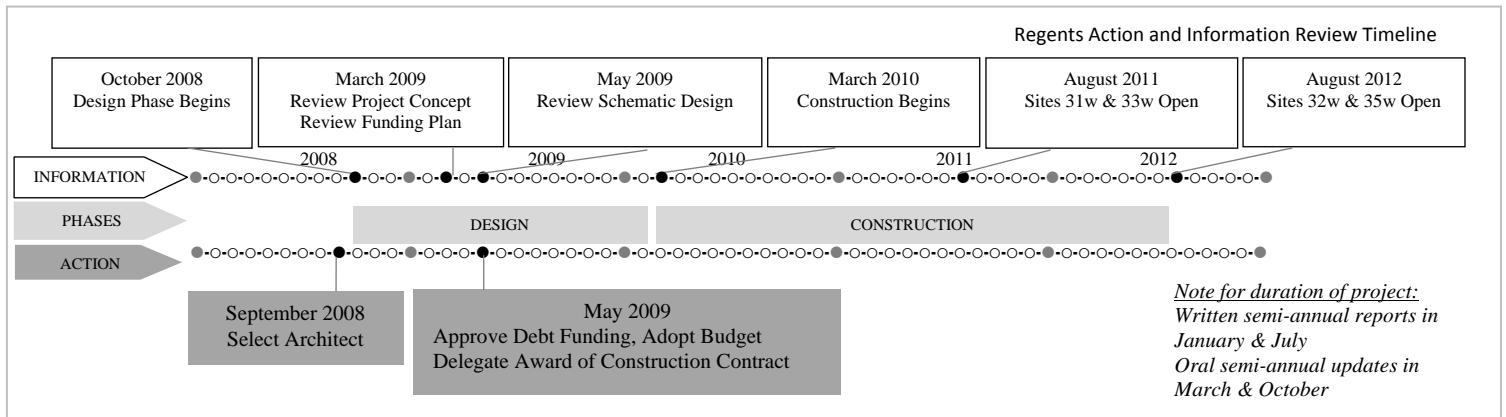 Regents Action and Information Review Timeline
October 2008
Design Phase Begins
March 2009
Review Project Concept
Review Funding Plan
May 2009
Review Schematic Design
March 2010
Construction Begins
August 2011
Sites 31w & 33w Open
August 2012
Sites 32w & 35w Open
2008
2009
2010
2011
2012
INFORMATION
PHASES
DESIGN
CONSTRUCTION
ACTION
September 2008
Select Architect
May 2009
Approve Debt Funding, Adopt Budget
Delegate Award of Construction Contract
Note for duration of project:
Written semi-annual reports in
January & July
Oral semi-annual updates in
March & October